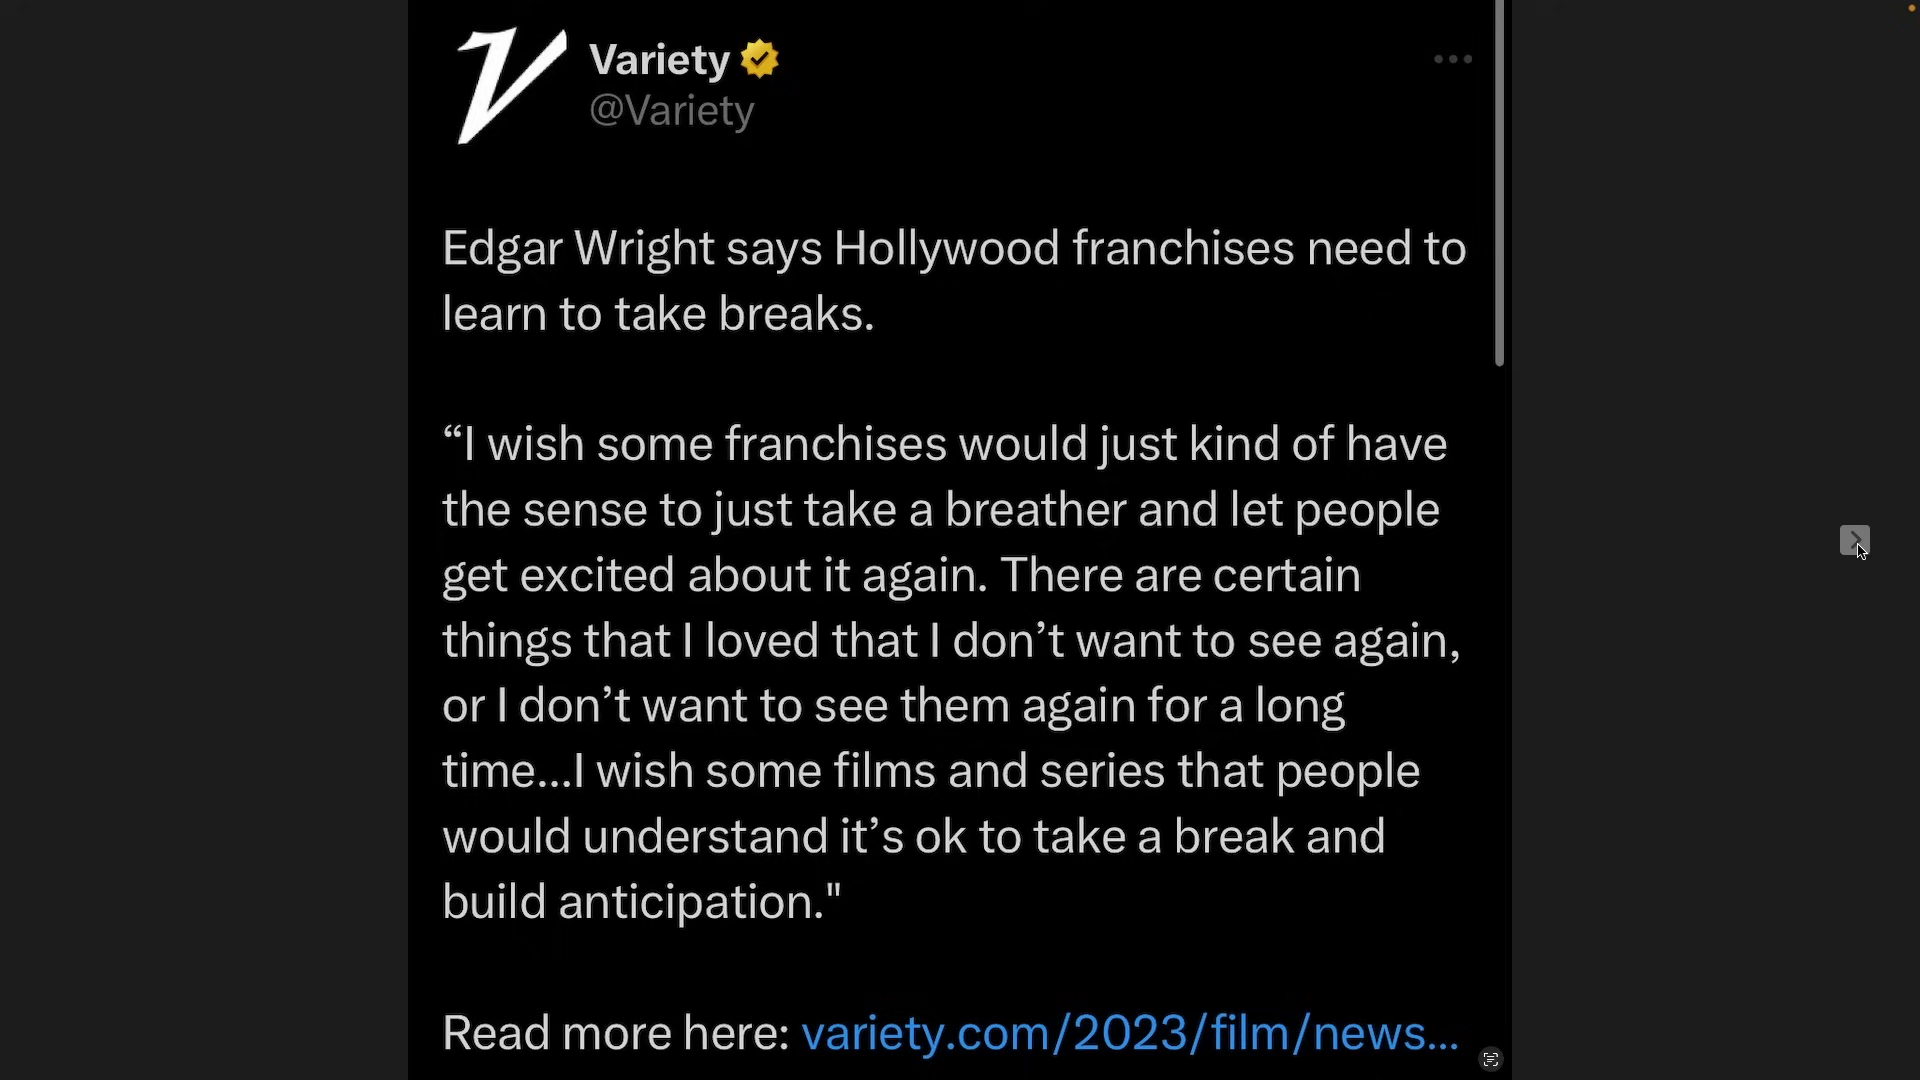 Variety
@Variety
Edgar Wright says Hollywood franchises need to
learn to take breaks.
“I wish some franchises would just kind of have
the sense to just take a breather and let people
get excited about it again. There are certain
things that I loved that I don’t want to see again,
or I don’t want to see them again for a long
time...I wish some films and series that people
would understand it’s ok to take a break and
build anticipation."
Read more here: variety.com/2023/film/news...